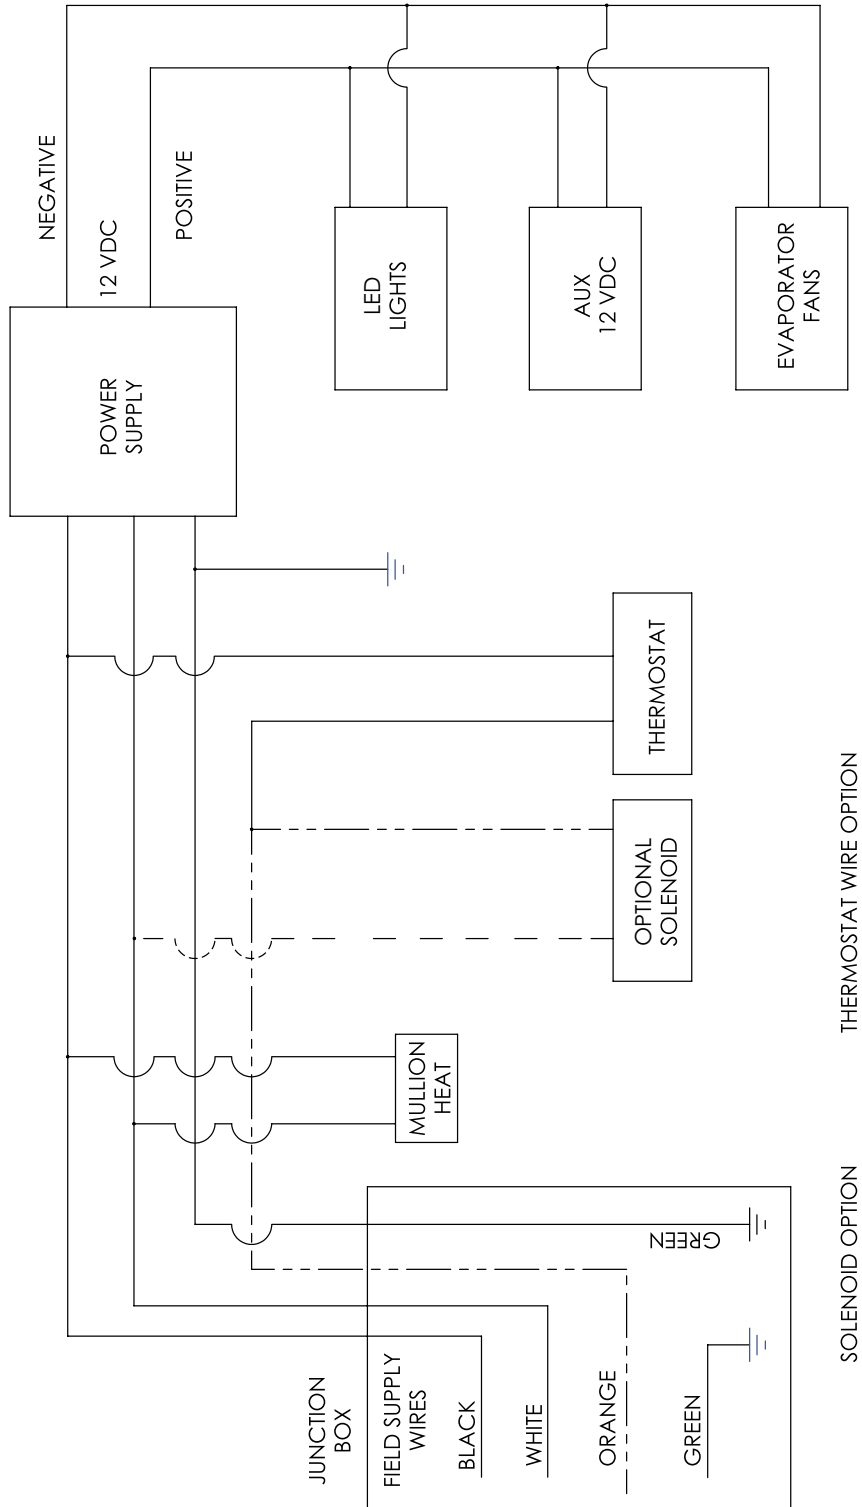 JUNCTION
BOX
FIELD SUPPLY
WIRES
BLACK
WHITE
ORANGE
GREEN
GREEN
MULLION
HEAT
OPTIONAL
SOLENOID
THERMOSTAT
POWER
SUPPLY
NEGATIVE
12 VDC
POSITIVE
LED
LIGHTS
AUX
12 VDC
EVAPORATOR
FANS
SOLENOID OPTION
THERMOSTAT WIRE OPTION